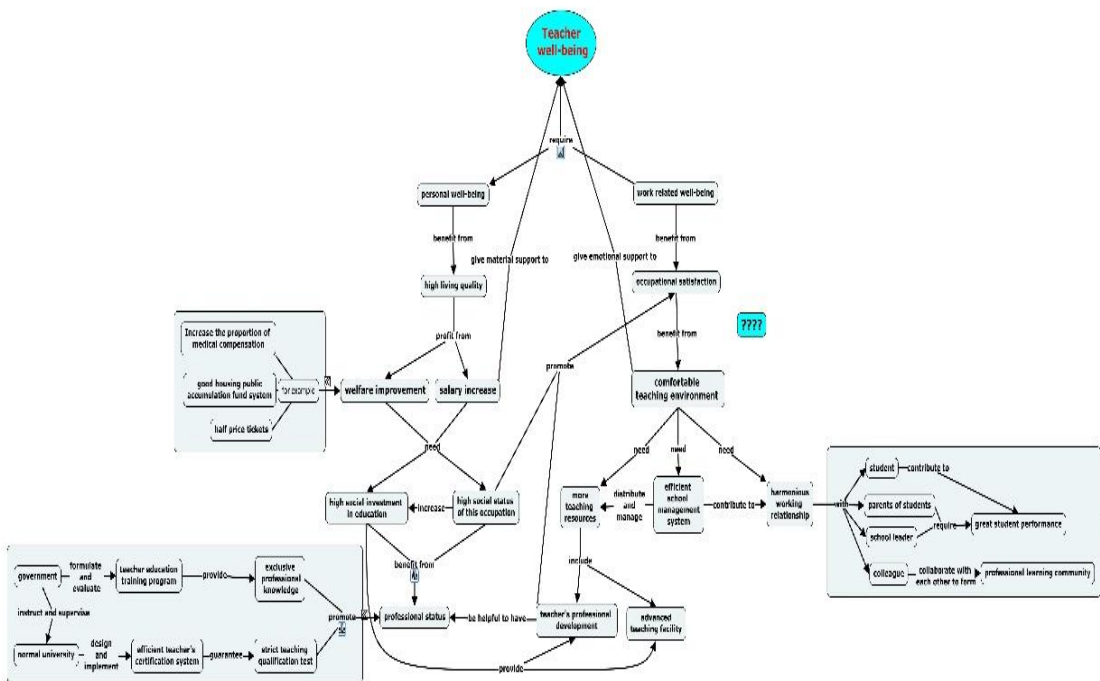 Teacher
well-being
require
personal well-being
work related well-being
benefit from
benefit from
give material support to
give emotional support to
high living quality
occupational satisfaction
????
Increase the proportion of
medical compensation
profit from
benefit from
promote
good housing public
accumulation fund system
for example
welfare improvement
salary increase
comfortable
teaching environment
half price tickets
need
need
need
need
student
contribute to
high social investment
in education
increase
high social status
of this occupation
more
teaching
resources
distribute
and
manage
efficient
school
management
system
contribute to
harmonious
working
relationship
with
parents of students
require
great student performance
school leader
colleague
collaborate with
each other to form
professional learning community
benefit from
include
government
formulate
and
evaluate
teacher education
training program
provide
exclusive
professional
knowledge
instruct and supervise
promote
professional status
be helpful to have
teacher's professional
development
advanced
teaching facility
normal university
design
and
implement
efficient teacher's
certification system
guarantee
strict teaching
qualification test
provide